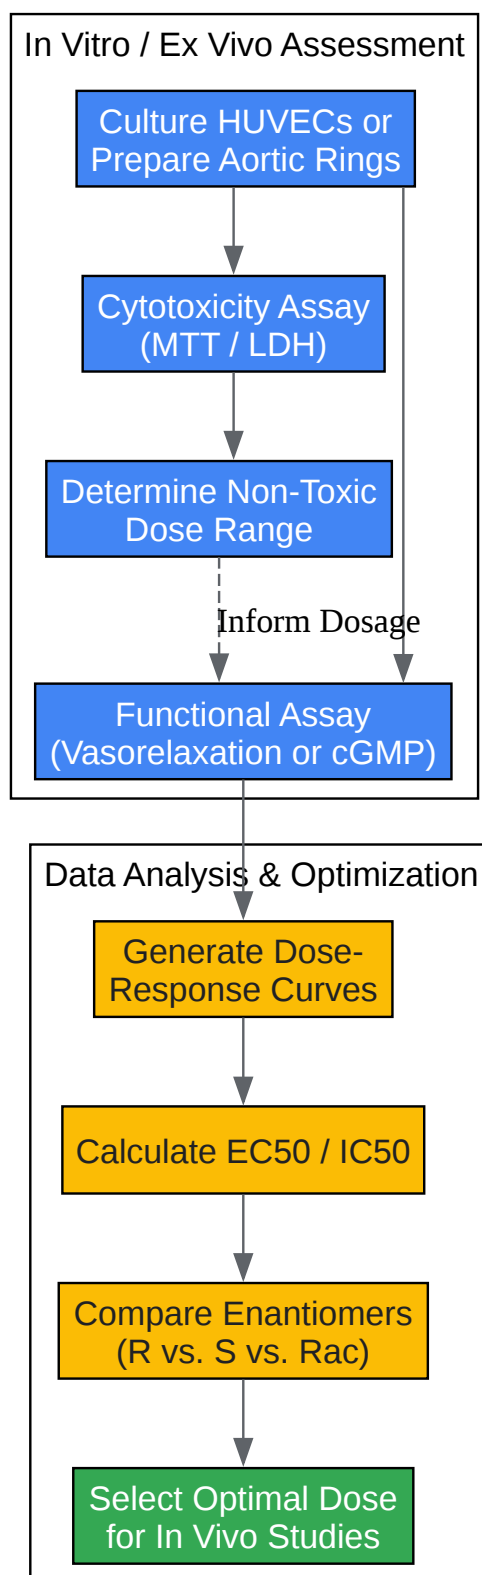 In Vitro / Ex Vivo Assessment
Culture HUVECs or
Prepare Aortic Rings
Cytotoxicity Assay
(MTT / LDH)
Determine Non-Toxic
Dose Range
Inform Dosage
Functional Assay
(Vasorelaxation or cGMP)
Data Analysis & Optimization
Generate Dose-
Response Curves
Calculate EC50 / IC50
Compare Enantiomers
(R vs. S vs. Rac)
Select Optimal Dose
for In Vivo Studies